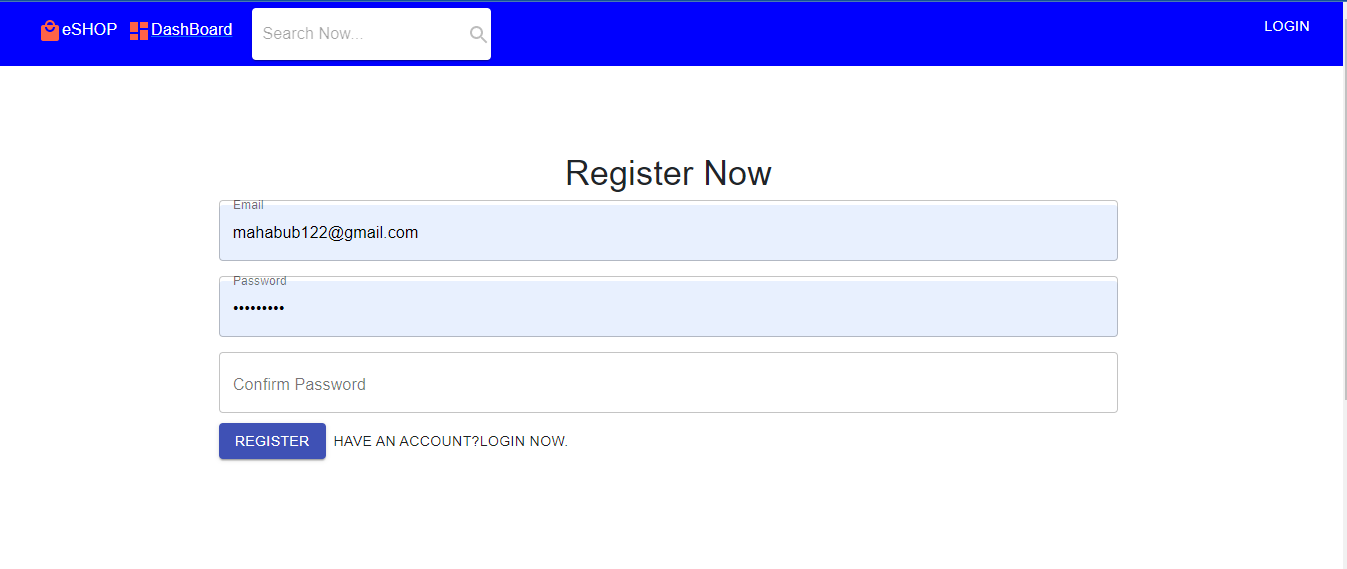 eSHOP DashBoard Search Now... LOGIN
Register Now
Email
mahabub122@gmail.com
Password
•••••••••
Confirm Password
REGISTER HAVE AN ACCOUNT?LOGIN NOW.